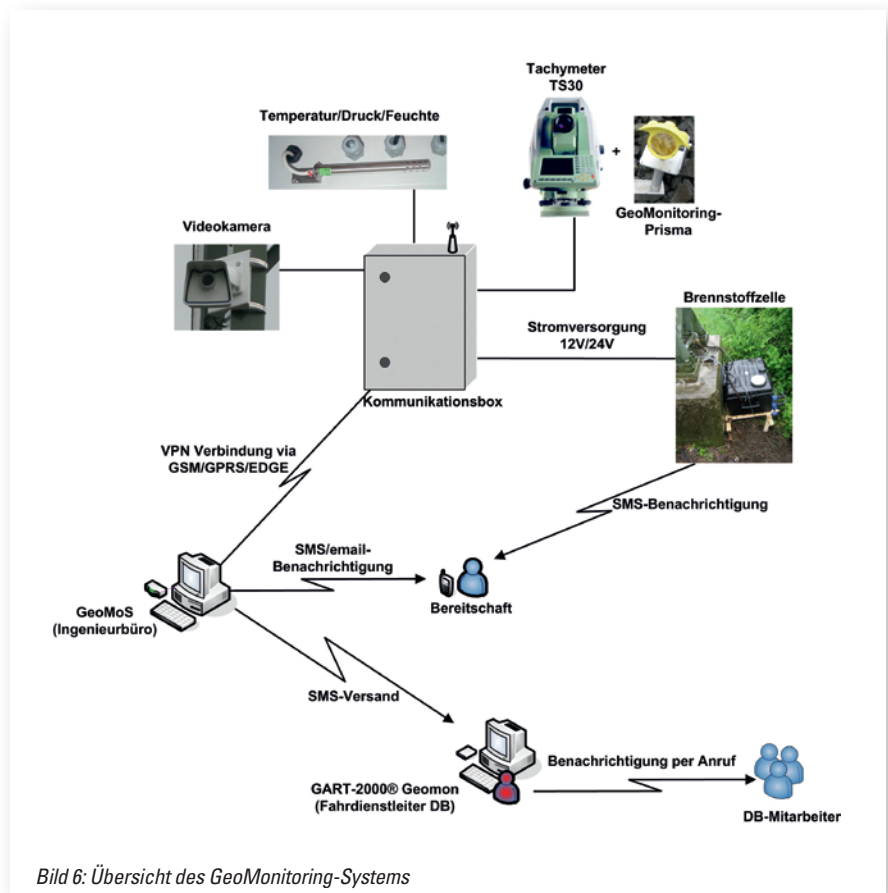 Tachymeter
TS30
Temperatur/Druck/Feuchte
+
GeoMonitoring-
Prisma
Videokamera
Brennstoffzelle
Stromversorgung
12V/24V
Kommunikationsbox
VPN Verbindung via
GSM/GPRS/EDGE
SMS-Benachrichtigung
SMS/email-
Benachrichtigung
Bereitschaft
GeoMoS
(Ingenieurbüro)
SMS-Versand
Benachrichtigung per Anruf
GART-2000® Geomon
(Fahrdienstleiter DB)
DB-Mitarbeiter
Bild 6: Übersicht des GeoMonitoring-Systems